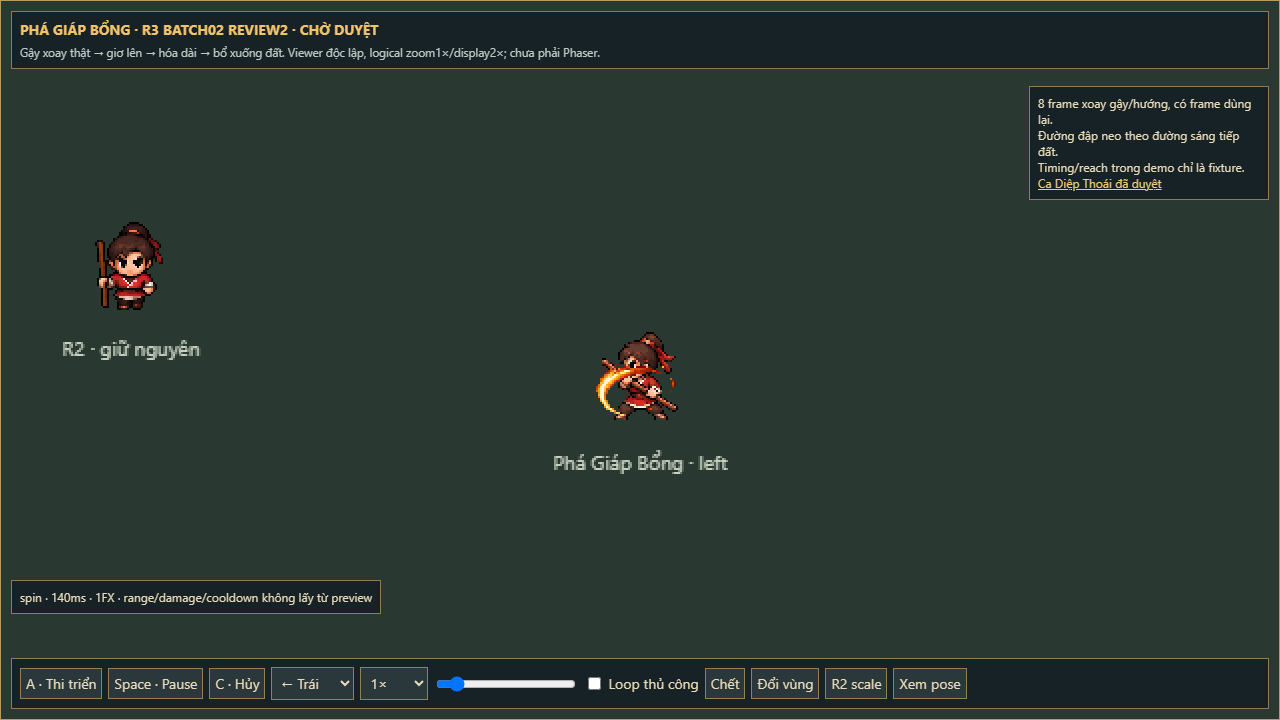 PHÁ GIÁP BỔNG · R3 BATCH02 REVIEW2 · CHỜ DUYỆT
Gậy xoay thật → giơ lên → hóa dài → bổ xuống đất. Viewer độc lập, logical zoom1×/display2×; chưa phải Phaser.
8 frame xoay gậy/hướng, có frame dùng
lại.
Đường đập neo theo đường sáng tiếp
đất.
Timing/reach trong demo chỉ là fixture.
Ca Diệp Thoái đã duyệt
R2 · giữ nguyên
Phá Giáp Bổng · left
spin · 140ms · 1FX · range/damage/cooldown không lấy từ preview
A · Thi triển
Space · Pause
C · Hủy
← Trái
1×
Loop thủ công
Chết
Đổi vùng
R2 scale
Xem pose